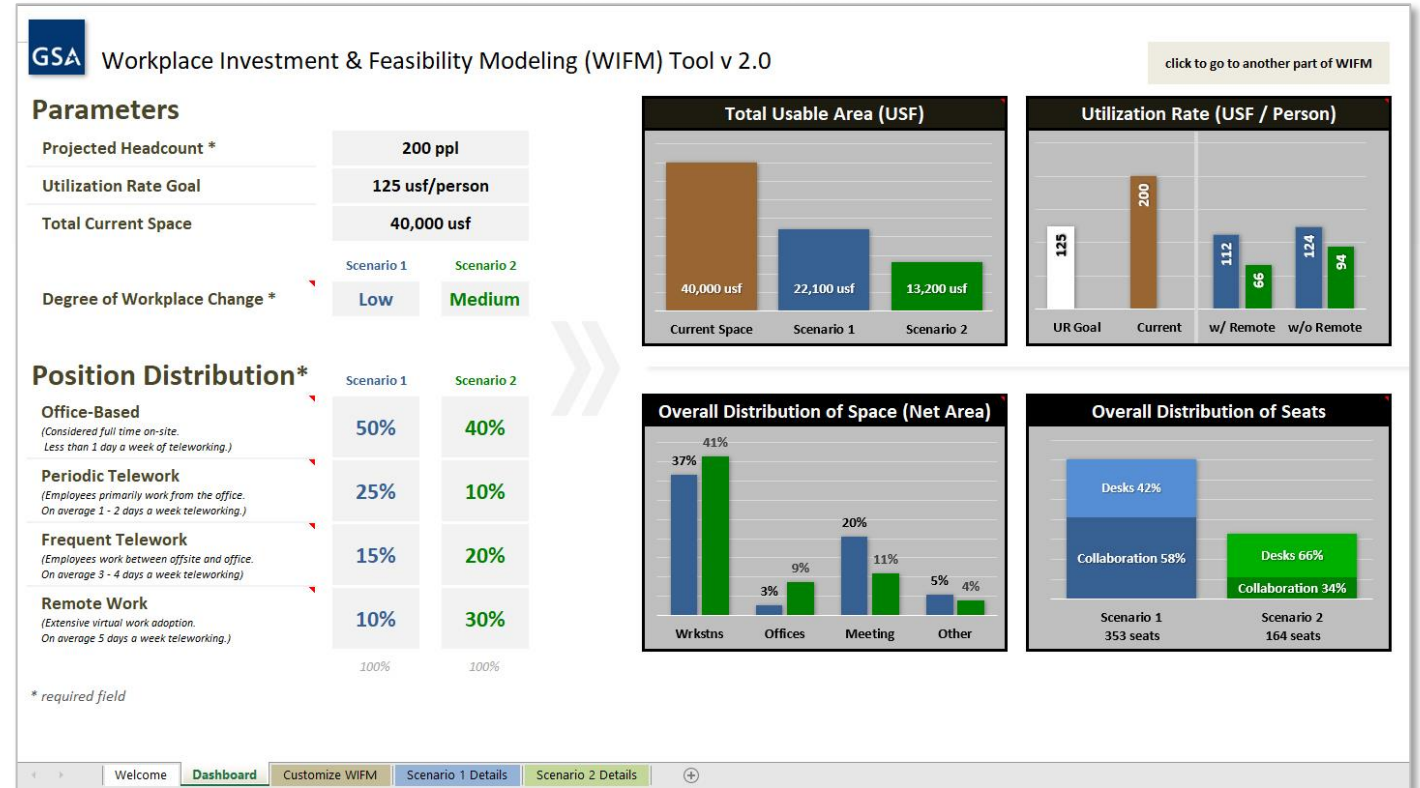 GSA
Workplace Investment & Feasibility Modeling (WIFM) Tool v 2.0
click to go to another part of WIFM
Parameters
Projected Headcount *
200 ppl
Utilization Rate Goal
125 usf/person
Total Current Space
40,000 usf
Scenario 1
Scenario 2
Degree of Workplace Change *
Low
Medium
Position Distribution*
Scenario 1
Scenario 2
Office-Based
(Considered full time on-site.
Less than 1 day a week of teleworking.)
50%
40%
Periodic Telework
(Employees primarily work from the office.
On average 1 - 2 days a week teleworking.)
25%
10%
Frequent Telework
(Employees work between offsite and office.
On average 3 - 4 days a week teleworking)
15%
20%
Remote Work
(Extensive virtual work adoption.
On average 5 days a week teleworking.)
10%
30%
100%
100%
* required field
Total Usable Area (USF)
40,000 usf
22,100 usf
13,200 usf
Current Space
Scenario 1
Scenario 2
Utilization Rate (USF / Person)
125
200
112
66
124
94
UR Goal
Current
w/ Remote
w/o Remote
Overall Distribution of Space (Net Area)
37%
41%
3%
9%
20%
11%
5%
4%
Wrkstns
Offices
Meeting
Other
Overall Distribution of Seats
Desks 42%
Collaboration 58%
Desks 66%
Collaboration 34%
Scenario 1
353 seats
Scenario 2
164 seats
Welcome
Dashboard
Customize WIFM
Scenario 1 Details
Scenario 2 Details